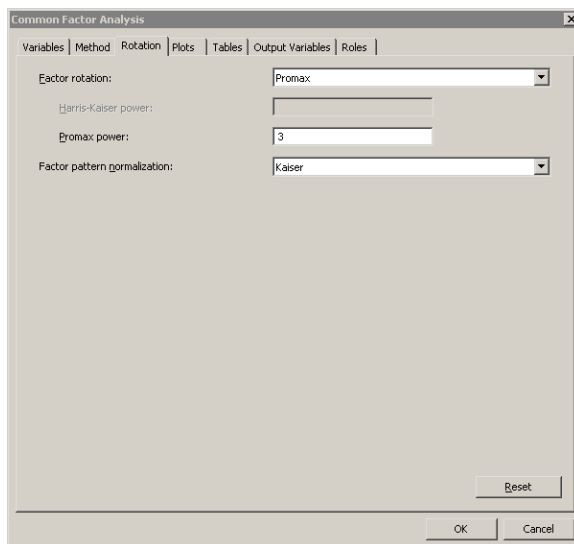 Common Factor Analysis
Variables Method Rotation Plots Tables Output Variables Roles
Factor rotation: Promax
Harris-Kaiser power:
Promax power: 3
Factor pattern normalization: Kaiser
Reset
OK Cancel